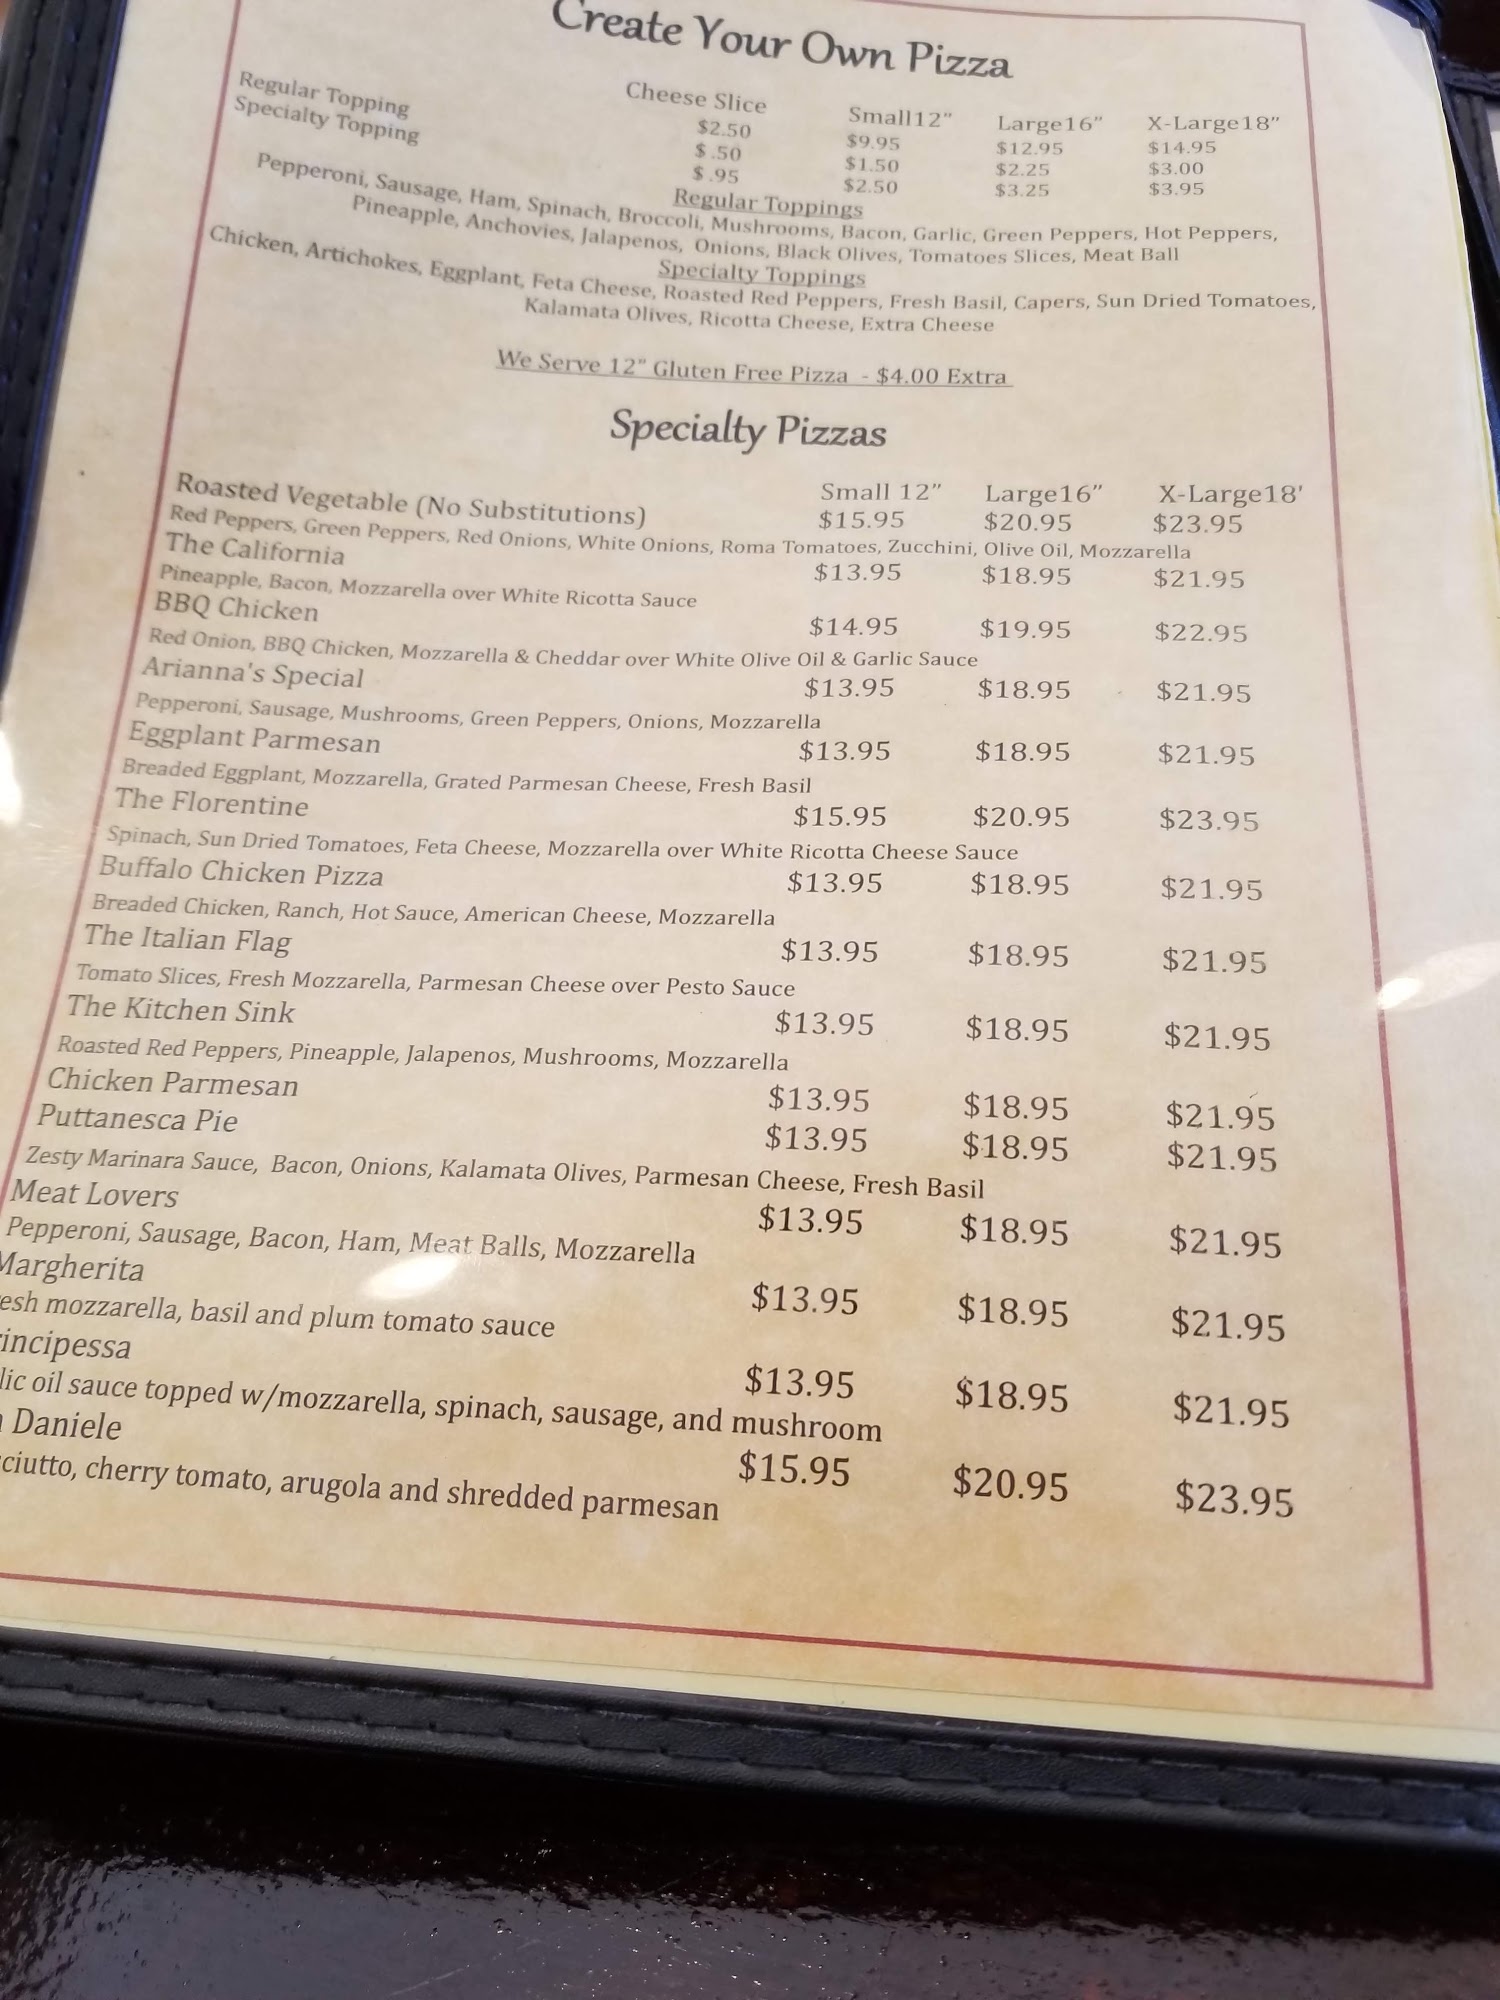 Create Your Own Pizza
Cheese Slice Small12" Large16" X-Large18"
$2.50 $9.95 $12.95 $14.95
Regular Topping $.50 $1.50 $2.25 $3.00
Specialty Topping $.95 $2.50 $3.25 $3.95
Regular Toppings
Pepperoni, Sausage, Ham, Spinach, Broccoli, Mushrooms, Bacon, Garlic, Green Peppers, Hot Peppers,
Pineapple, Anchovies, Jalapenos, Onions, Black Olives, Tomatoes Slices, Meat Ball
Specialty Toppings
Chicken, Artichokes, Eggplant, Feta Cheese, Roasted Red Peppers, Fresh Basil, Capers, Sun Dried Tomatoes,
Kalamata Olives, Ricotta Cheese, Extra Cheese
We Serve 12" Gluten Free Pizza - $4.00 Extra
Specialty Pizzas
Small 12" Large16" X-Large18'
Roasted Vegetable (No Substitutions) $15.95 $20.95 $23.95
Red Peppers, Green Peppers, Red Onions, White Onions, Roma Tomatoes, Zucchini, Olive Oil, Mozzarella
The California $13.95 $18.95 $21.95
Pineapple, Bacon, Mozzarella over White Ricotta Sauce
BBQ Chicken $14.95 $19.95 $22.95
Red Onion, BBQ Chicken, Mozzarella & Cheddar over White Olive Oil & Garlic Sauce
Arianna's Special $13.95 $18.95 $21.95
Pepperoni, Sausage, Mushrooms, Green Peppers, Onions, Mozzarella
Eggplant Parmesan $13.95 $18.95 $21.95
Breaded Eggplant, Mozzarella, Grated Parmesan Cheese, Fresh Basil
The Florentine $15.95 $20.95 $23.95
Spinach, Sun Dried Tomatoes, Feta Cheese, Mozzarella over White Ricotta Cheese Sauce
Buffalo Chicken Pizza $13.95 $18.95 $21.95
Breaded Chicken, Ranch, Hot Sauce, American Cheese, Mozzarella
The Italian Flag $13.95 $18.95 $21.95
Tomato Slices, Fresh Mozzarella, Parmesan Cheese over Pesto Sauce
The Kitchen Sink $13.95 $18.95 $21.95
Roasted Red Peppers, Pineapple, Jalapenos, Mushrooms, Mozzarella
Chicken Parmesan $13.95 $18.95 $21.95
Puttanesca Pie $13.95 $18.95 $21.95
Zesty Marinara Sauce, Bacon, Onions, Kalamata Olives, Parmesan Cheese, Fresh Basil
Meat Lovers $13.95 $18.95 $21.95
Pepperoni, Sausage, Bacon, Ham, Meat Balls, Mozzarella
Margherita $13.95 $18.95 $21.95
esh mozzarella, basil and plum tomato sauce
incipessa $13.95 $18.95 $21.95
lic oil sauce topped w/mozzarella, spinach, sausage, and mushroom
Daniele $15.95 $20.95 $23.95
ciutto, cherry tomato, arugola and shredded parmesan